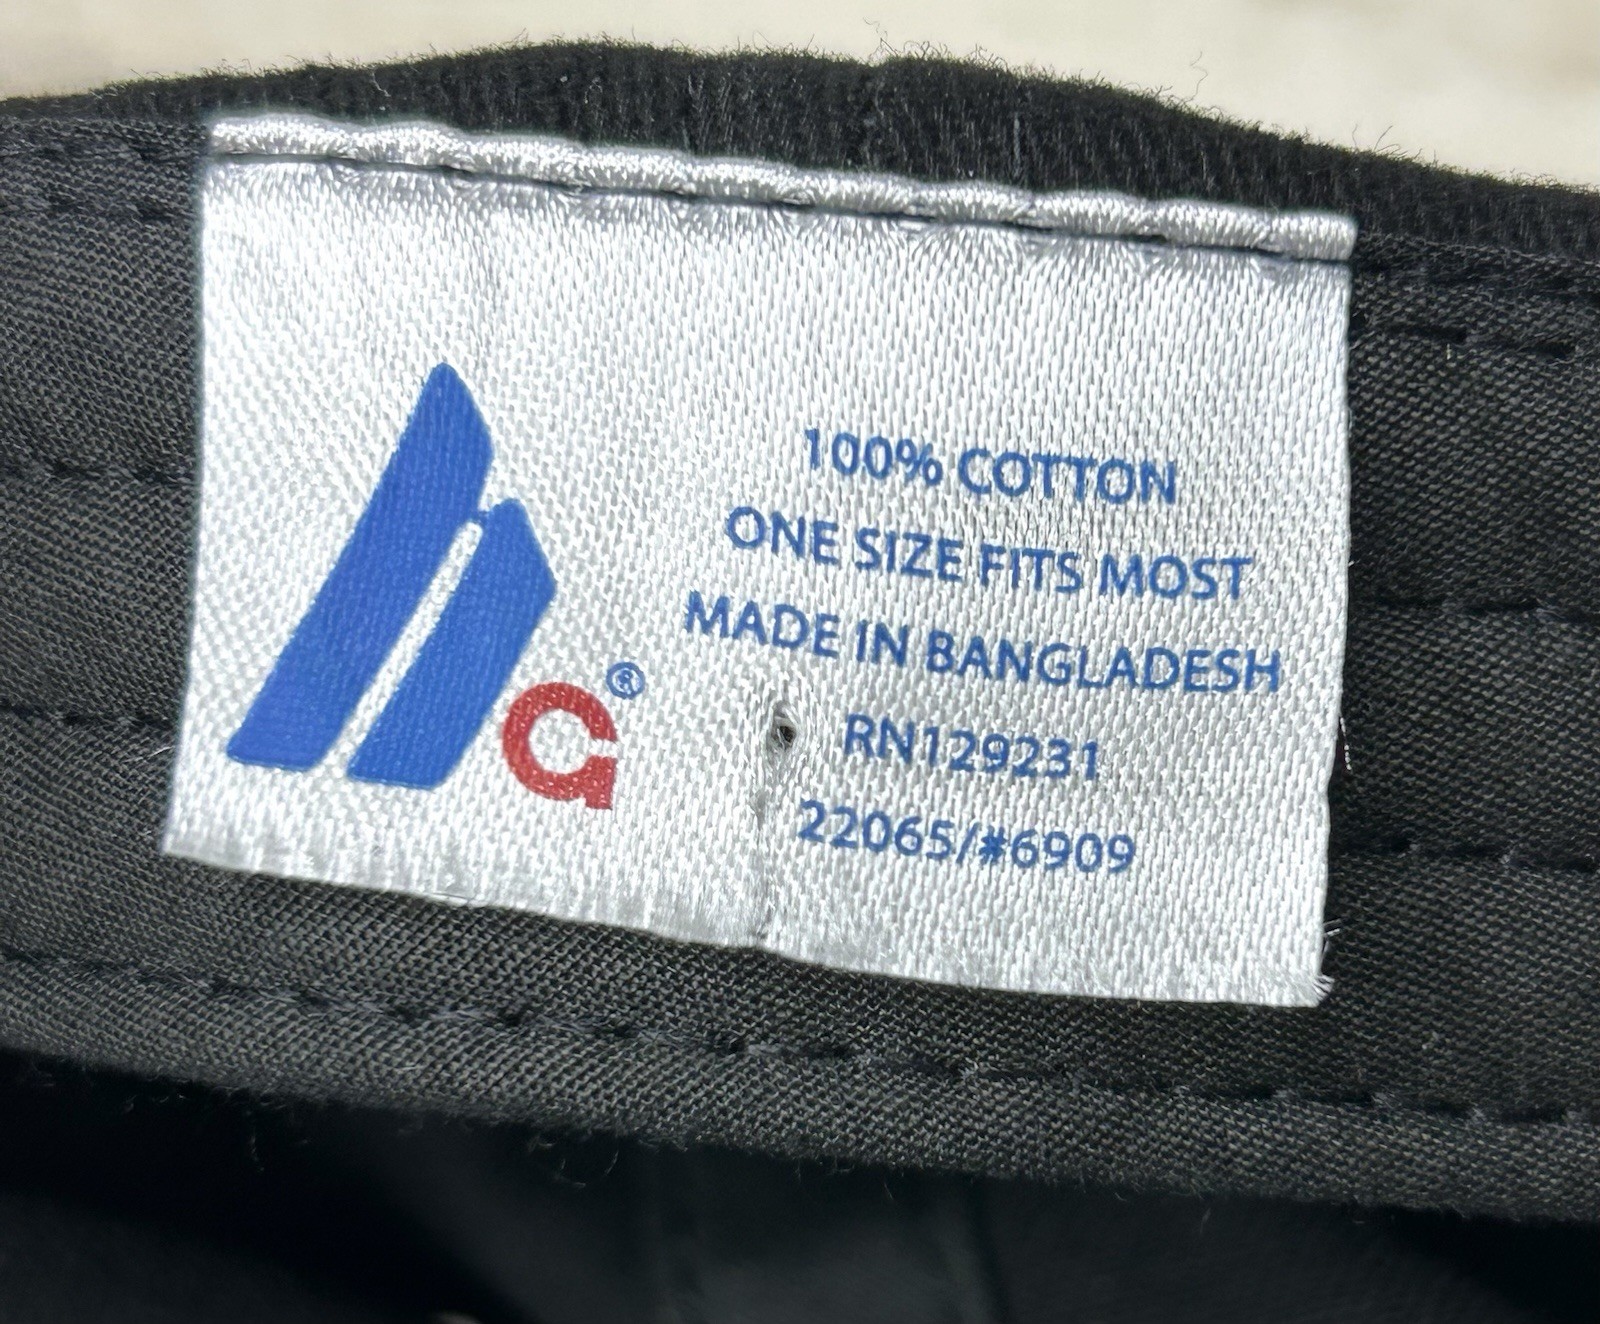 G®
100% COTTON
ONE SIZE FITS MOST
MADE IN BANGLADESH
RN129231
22065/#6909